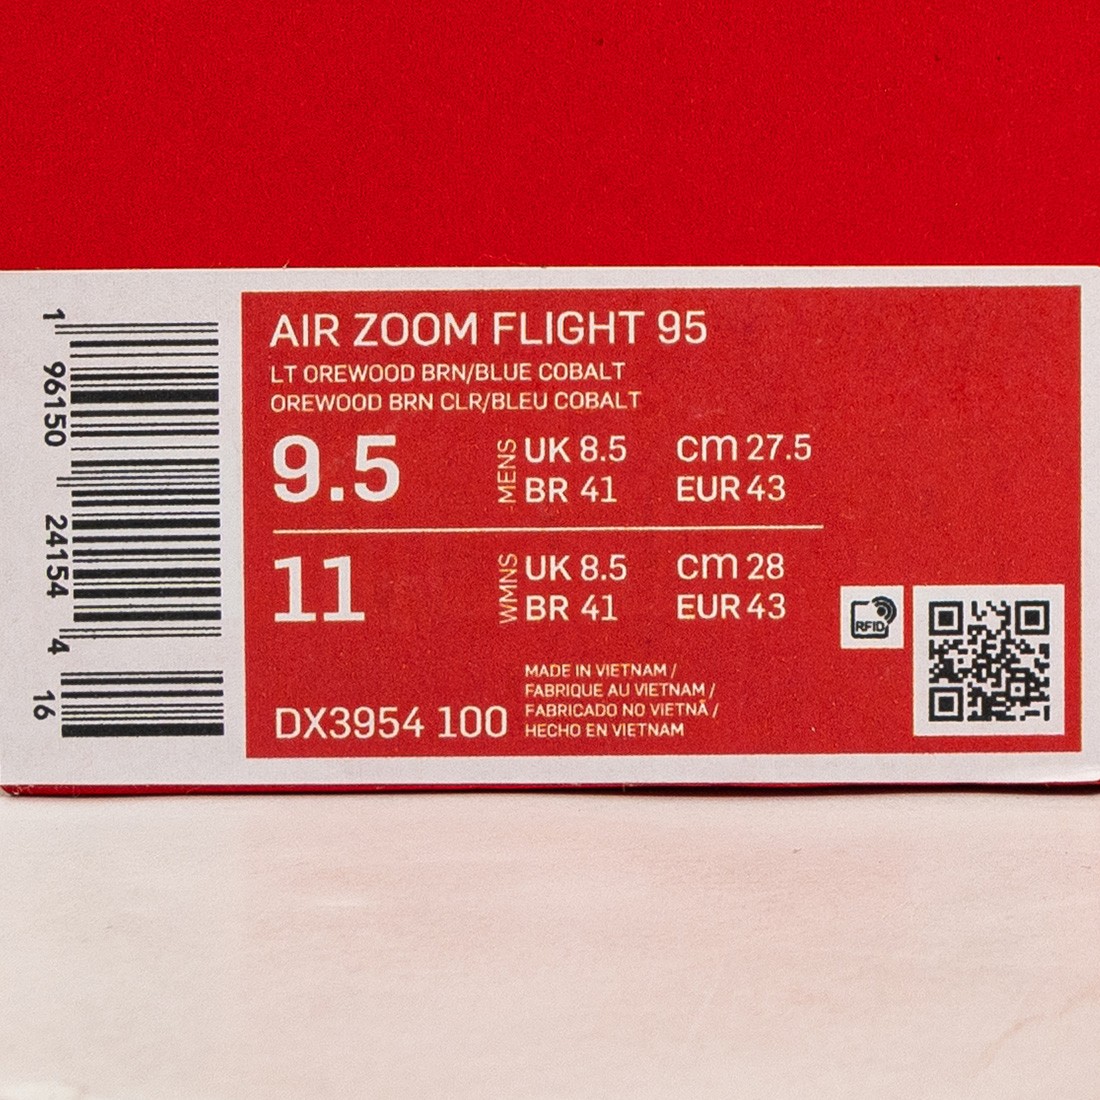 1 96150 24154 4
16
AIR ZOOM FLIGHT 95
LT OREWOOD BRN/BLUE COBALT
OREWOOD BRN CLR/BLEU COBALT
9.5 MENS UK 8.5 cm 27.5
BR 41 EUR 43
11 WMNS UK 8.5 cm 28
BR 41 EUR 43
RFID
DX3954 100
MADE IN VIETNAM /
FABRIQUE AU VIETNAM /
FABRICADO NO VIETNÃ /
HECHO EN VIETNAM